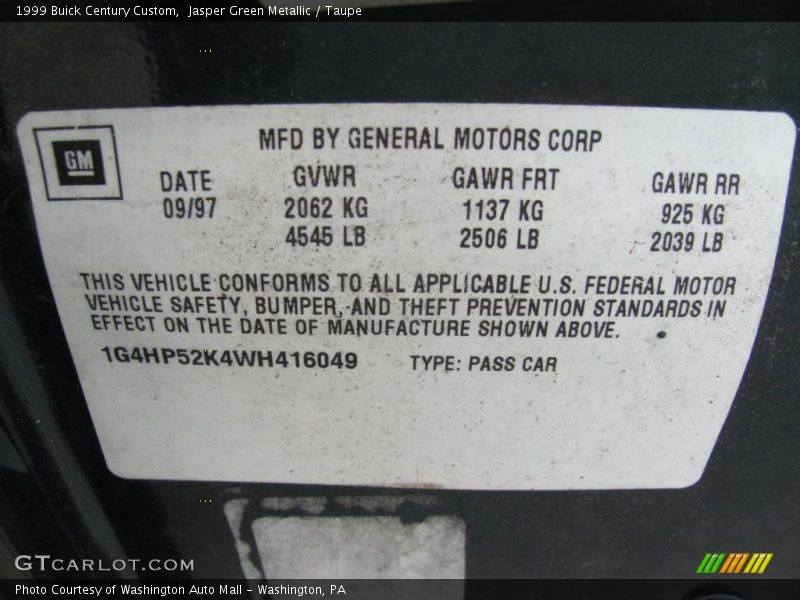 1999 Buick Century Custom, Jasper Green Metallic / Taupe
MFD BY GENERAL MOTORS CORP
GM
DATE GVWR GAWR FRT GAWR RR
09/97 2062 KG 1137 KG 925 KG
4545 LB 2506 LB 2039 LB
THIS VEHICLE CONFORMS TO ALL APPLICABLE U.S. FEDERAL MOTOR
VEHICLE SAFETY, BUMPER, AND THEFT PREVENTION STANDARDS IN
EFFECT ON THE DATE OF MANUFACTURE SHOWN ABOVE.
1G4HP52K4WH416049 TYPE: PASS CAR
GTCARLOT.COM
Photo Courtesy of Washington Auto Mall - Washington, PA